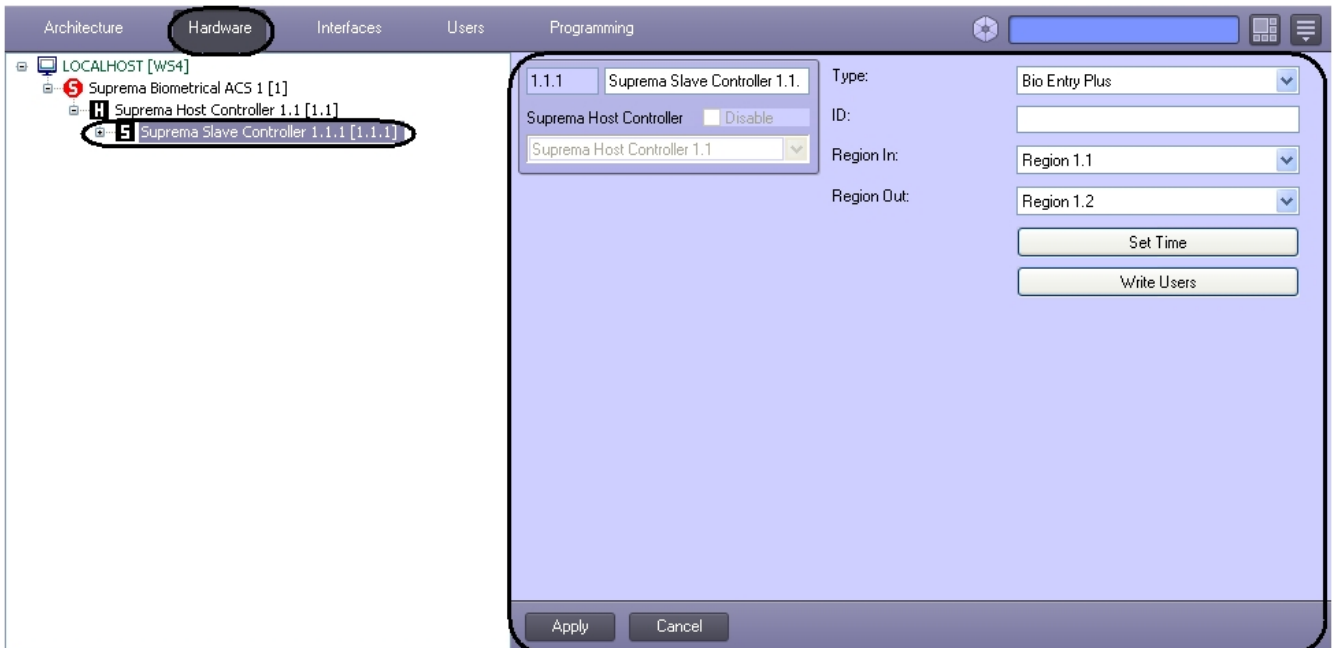 Architecture Hardware Interfaces Users Programming
LOCALHOST [WS4]
Suprema Biometrical ACS 1 [1]
H Suprema Host Controller 1.1 [1.1]
S Suprema Slave Controller 1.1.1 [1.1.1]
1.1.1 Suprema Slave Controller 1.1.
Suprema Host Controller Disable
Suprema Host Controller 1.1
Type: Bio Entry Plus
ID:
Region In: Region 1.1
Region Out: Region 1.2
Set Time
Write Users
Apply Cancel